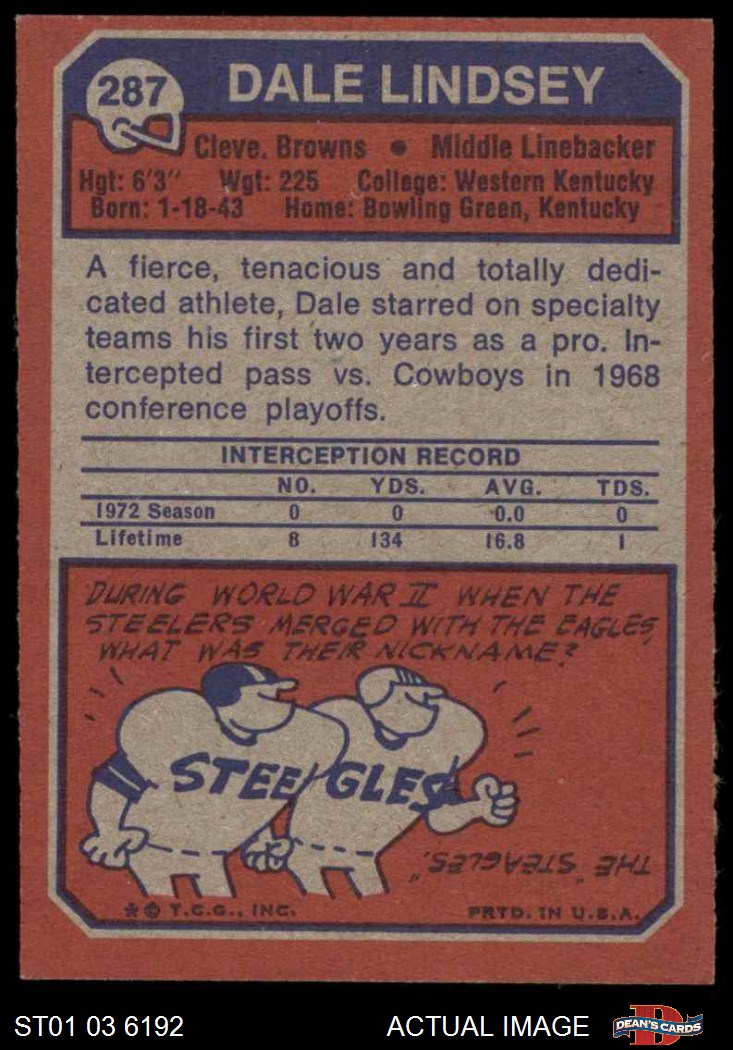 287 DALE LINDSEY
Cleve. Browns • Middle Linebacker
Hgt: 6'3" Wgt: 225 College: Western Kentucky
Born: 1-18-43 Home: Bowling Green, Kentucky
A fierce, tenacious and totally dedi-
cated athlete, Dale starred on specialty
teams his first two years as a pro. In-
tercepted pass vs. Cowboys in 1968
conference playoffs.
INTERCEPTION RECORD
NO. YDS. AVG. TDS.
1972 Season 0 0 0.0 0
Lifetime 8 134 16.8 1
DURING WORLD WAR II WHEN THE
STEELERS MERGED WITH THE EAGLES,
WHAT WAS THEIR NICKNAME?
STEE GLES
THE "STEAGLES."
* © T.C.G., INC. PRTD. IN U.S.A.
ST01 03 6192 ACTUAL IMAGE D DEAN'S CARDS